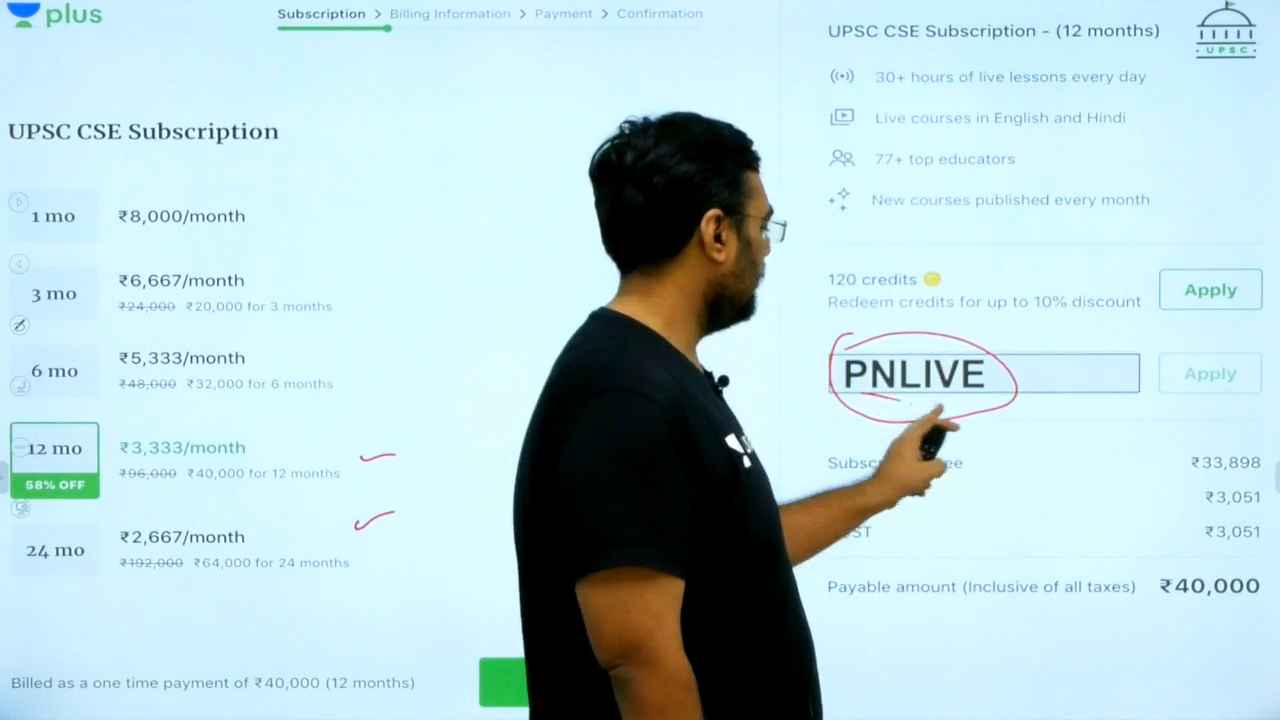 plus
Subscription > Billing Information > Payment > Confirmation
UPSC CSE Subscription
1 mo ₹8,000/month
3 mo ₹6,667/month
₹24,000 ₹20,000 for 3 months
6 mo ₹5,333/month
₹48,000 ₹32,000 for 6 months
12 mo ₹3,333/month
58% OFF ₹96,000 ₹40,000 for 12 months
24 mo ₹2,667/month
₹192,000 ₹64,000 for 24 months
Billed as a one time payment of ₹40,000 (12 months)
UPSC CSE Subscription - (12 months)
UPSC
30+ hours of live lessons every day
Live courses in English and Hindi
77+ top educators
New courses published every month
120 credits
Redeem credits for up to 10% discount
Apply
PNLIVE
Apply
₹33,898
₹3,051
₹3,051
Payable amount (Inclusive of all taxes) ₹40,000